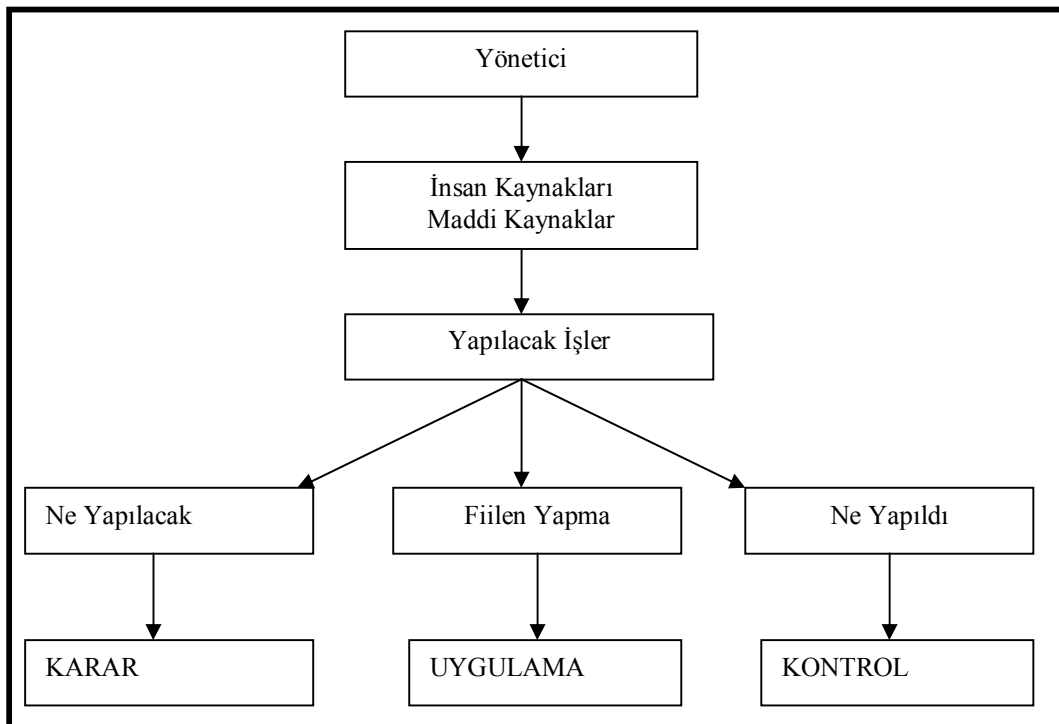 Yönetici
İnsan Kaynakları
Maddi Kaynaklar
Yapılacak İşler
Ne Yapılacak
Fiilen Yapma
Ne Yapıldı
KARAR
UYGULAMA
KONTROL